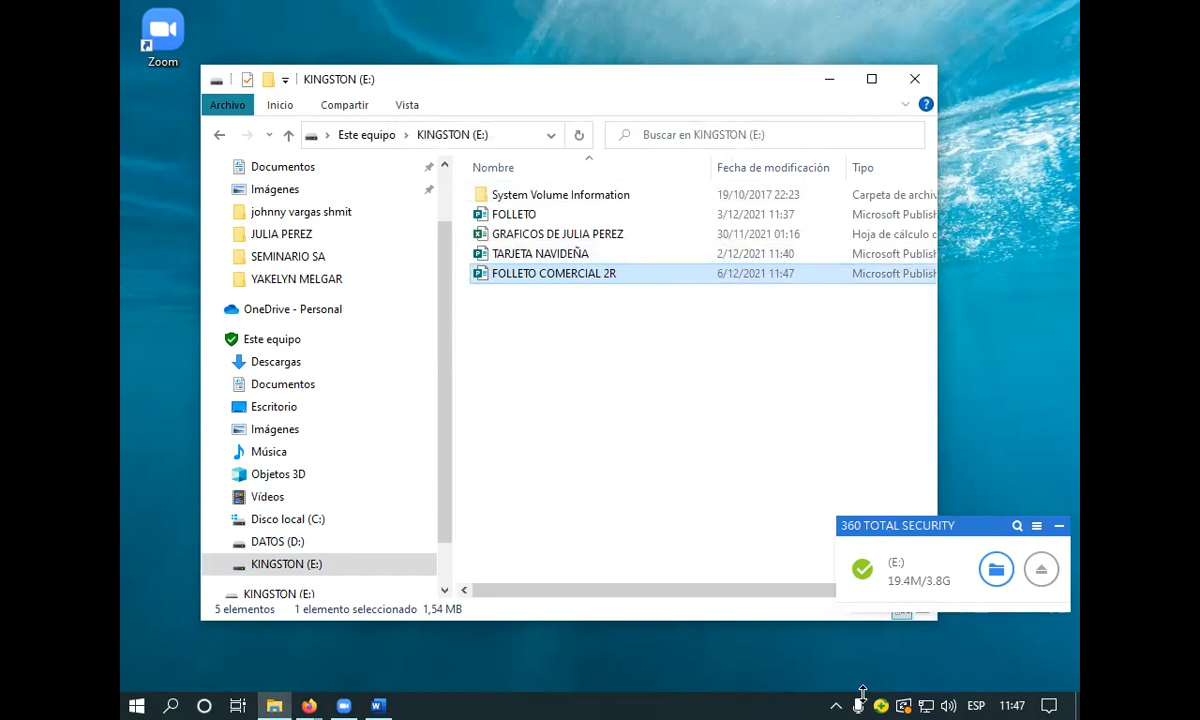 Zoom
KINGSTON (E:)
Archivo Inicio Compartir Vista
Este equipo KINGSTON (E:) Buscar en KINGSTON (E:)
Nombre Fecha de modificación Tipo
Documentos
Imágenes
johnny vargas shmit
JULIA PEREZ
SEMINARIO SA
YAKELYN MELGAR
OneDrive - Personal
Este equipo
Descargas
Documentos
Escritorio
Imágenes
Música
Objetos 3D
Vídeos
Disco local (C:)
DATOS (D:)
KINGSTON (E:)
KINGSTON (E:)
System Volume Information 19/10/2017 22:23 Carpeta de archiv
FOLLETO 3/12/2021 11:37 Microsoft Publish
GRAFICOS DE JULIA PEREZ 30/11/2021 01:16 Hoja de cálculo d
TARJETA NAVIDEÑA 2/12/2021 11:40 Microsoft Publish
FOLLETO COMERCIAL 2R 6/12/2021 11:47 Microsoft Publish
5 elementos 1 elemento seleccionado 1,54 MB
360 TOTAL SECURITY
(E:)
19.4M/3.8G
ESP 11:47